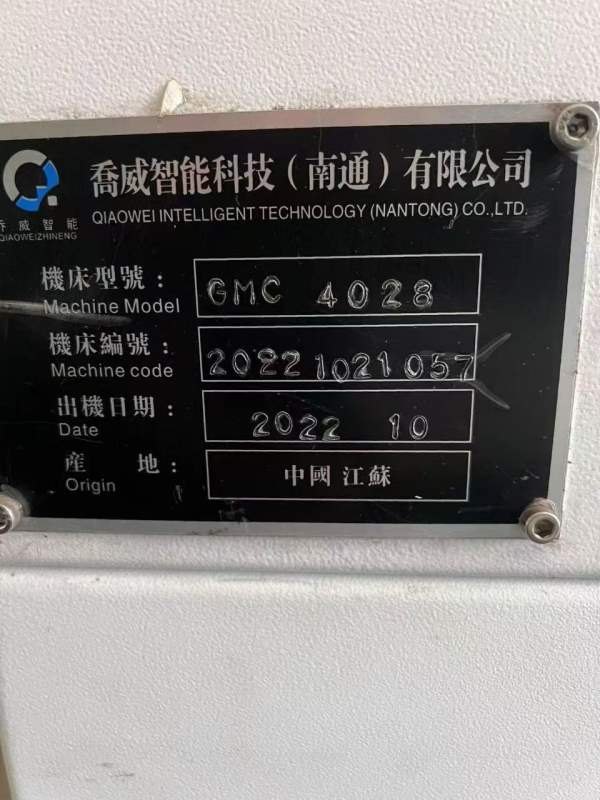 喬威智能科技（南通）有限公司
QIAOWEI INTELLIGENT TECHNOLOGY (NANTONG) CO.,LTD.
喬威智能
QIAOWEIZHINENG
機床型號：
GMC 4028
Machine Model
機床編號：
20221021057
Machine code
出機日期：
2022 10
Date
産 地：
中國 江蘇
Origin